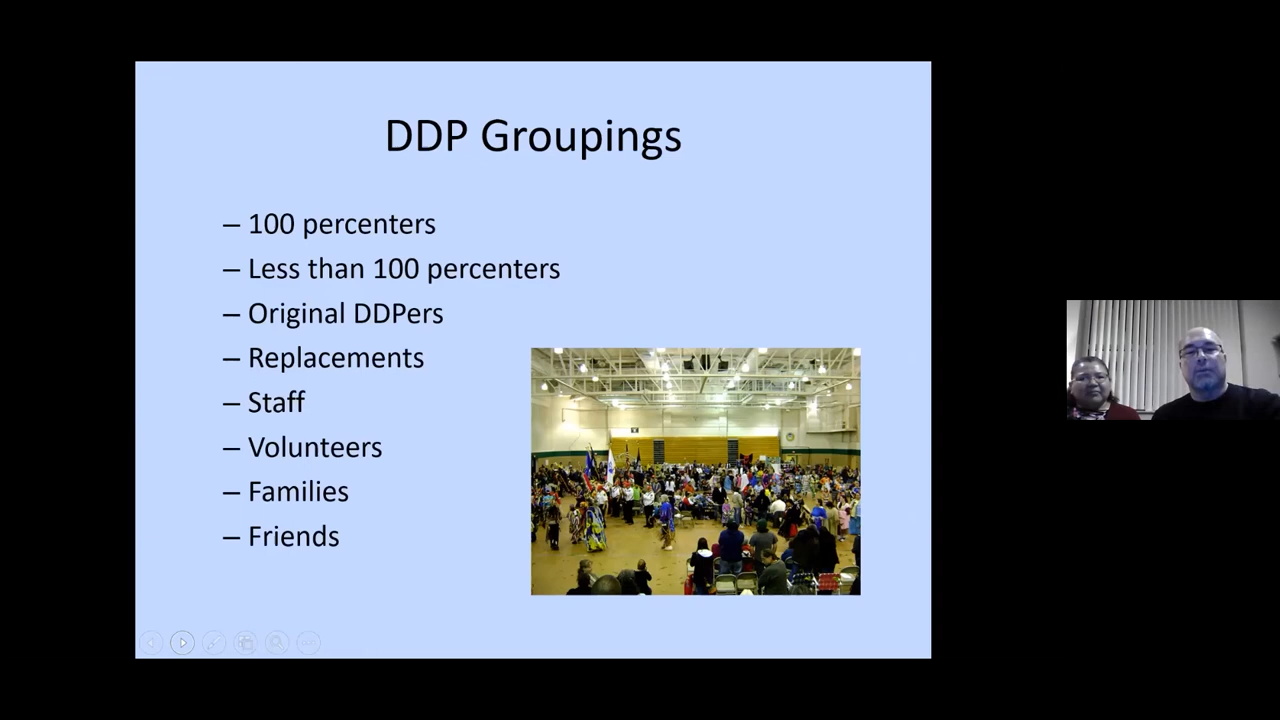 DDP Groupings
– 100 percenters
– Less than 100 percenters
– Original DDPers
– Replacements
– Staff
– Volunteers
– Families
– Friends